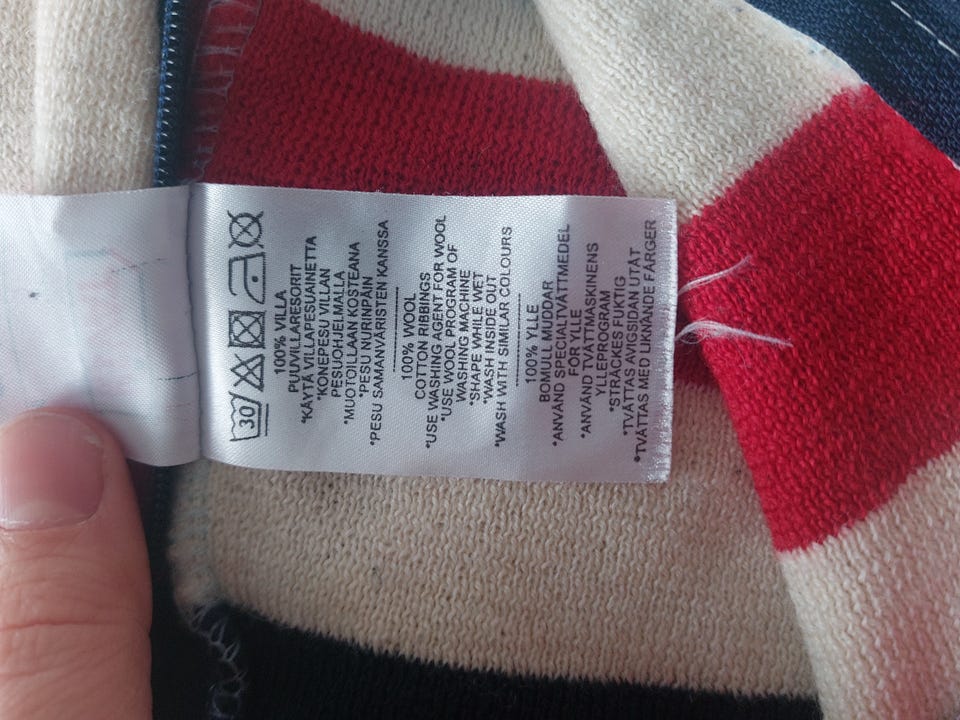 30
100% VILLA
PUUVILLARESORIT
*KÄYTÄ VILLAPESUAINETTA
*KONEPESU VILLAN
PESUOHJELMALLA
*MUOTOILLAAN KOSTEANA
*PESU NURINPÄIN
*PESU SAMANVÄRISTEN KANSSA
100% WOOL
COTTON RIBBINGS
*USE WASHING AGENT FOR WOOL
*USE WOOL PROGRAM OF
WASHING MACHINE
*SHAPE WHILE WET
*WASH INSIDE OUT
*WASH WITH SIMILAR COLOURS
100% YLLE
BOMULL MUDDAR
*ANVÄND SPECIALTVÄTTMEDEL
FÖR YLLE
*ANVÄND TVÄTTMASKINENS
YLLEPROGRAM
*STRÄCKES FUKTIG
*TVÄTTAS AVIGSIDAN UTÅT
*TVÄTTAS MED LIKNANDE FÄRGER